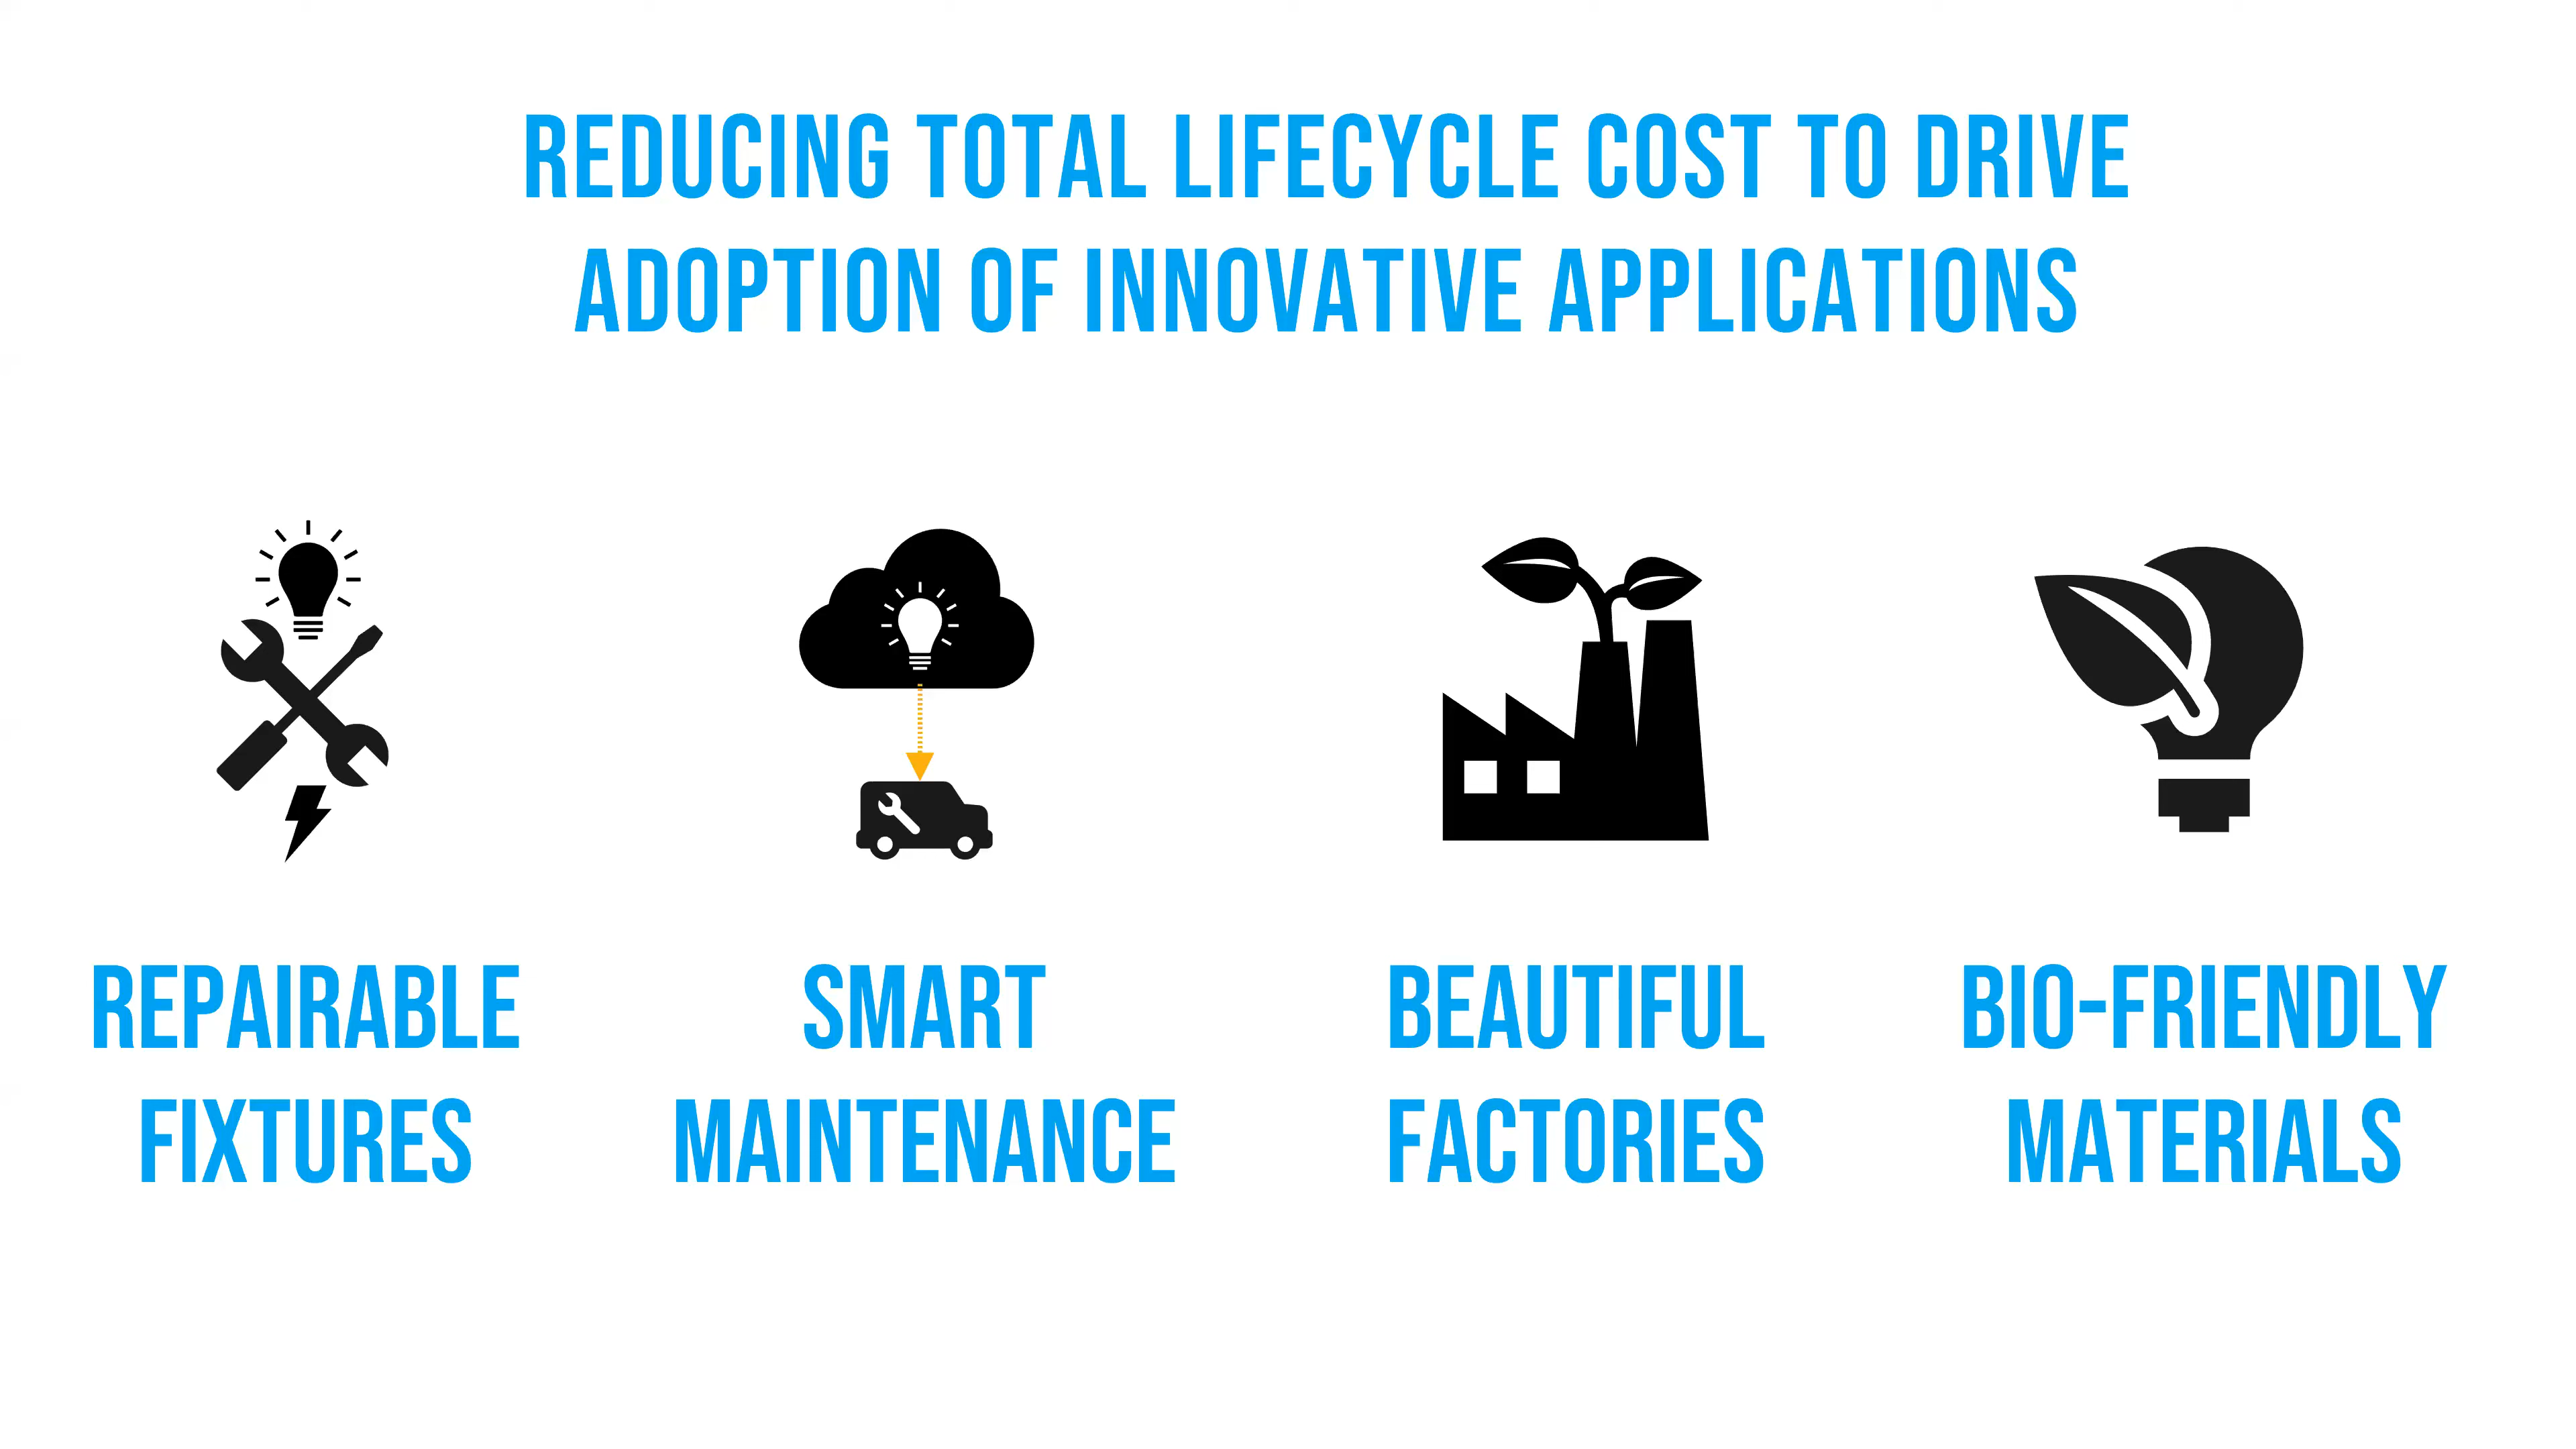 REDUCING TOTAL LIFECYCLE COST TO DRIVE
ADOPTION OF INNOVATIVE APPLICATIONS
REPAIRABLE
FIXTURES
SMART
MAINTENANCE
BEAUTIFUL
FACTORIES
BIO-FRIENDLY
MATERIALS